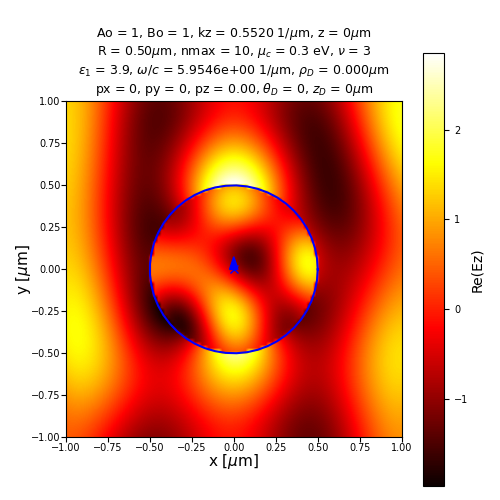 Ao = 1, Bo = 1, kz = 0.5520 1/μm, z = 0μm
R = 0.50μm, nmax = 10, μ_c = 0.3 eV, ν = 3
ε₁ = 3.9, ω/c = 5.9546e+00 1/μm, ρ_D = 0.000μm
px = 0, py = 0, pz = 0.00, θ_D = 0, z_D = 0μm
1.00
0.75
0.50
0.25
0.00
−0.25
−0.50
−0.75
−1.00
y [μm]
−1.00 −0.75 −0.50 −0.25 0.00 0.25 0.50 0.75 1.00
x [μm]
2
1
0
−1
Re(Ez)